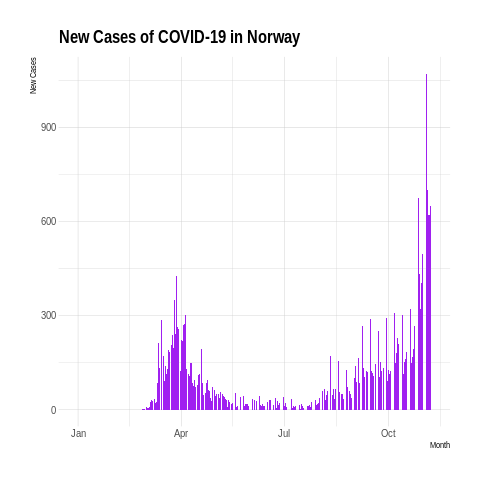 New Cases of COVID-19 in Norway
New Cases
900
600
300
0
Jan Apr Jul Oct
Month